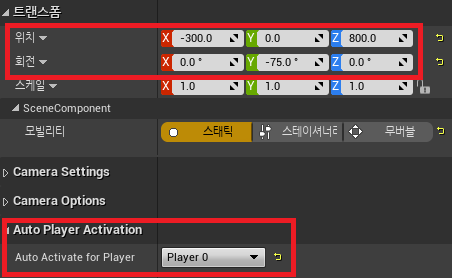 트랜스폼
위치 X -300.0 Y 0.0 Z 800.0
회전 X 0.0 ° Y -75.0 ° Z 0.0 °
스케일 X 1.0 Y 1.0 Z 1.0
SceneComponent
모빌리티 스태틱 스테이셔너리 무버블
Camera Settings
Camera Options
Auto Player Activation
Auto Activate for Player Player 0